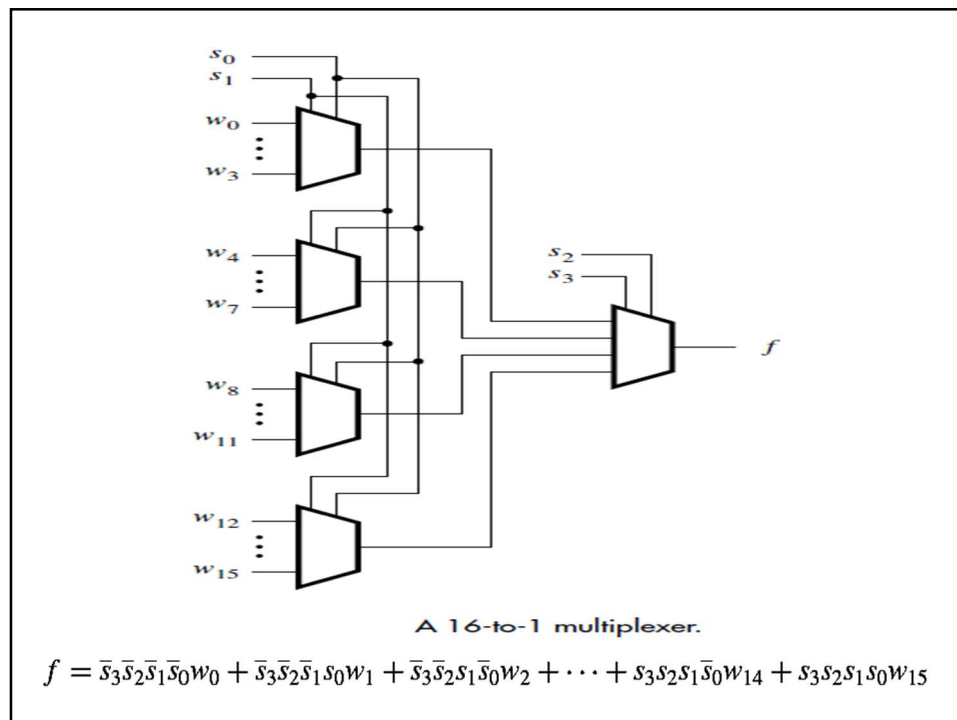 s₀
s₁
w₀
w₃
w₄
w₇
s₂
s₃
f
w₈
w₁₁
w₁₂
w₁₅
A 16-to-1 multiplexer.
f = s̅₃s̅₂s̅₁s̅₀w₀ + s̅₃s̅₂s̅₁s₀w₁ + s̅₃s̅₂s₁s̅₀w₂ + ··· + s₃s₂s₁s̅₀w₁₄ + s₃s₂s₁s₀w₁₅